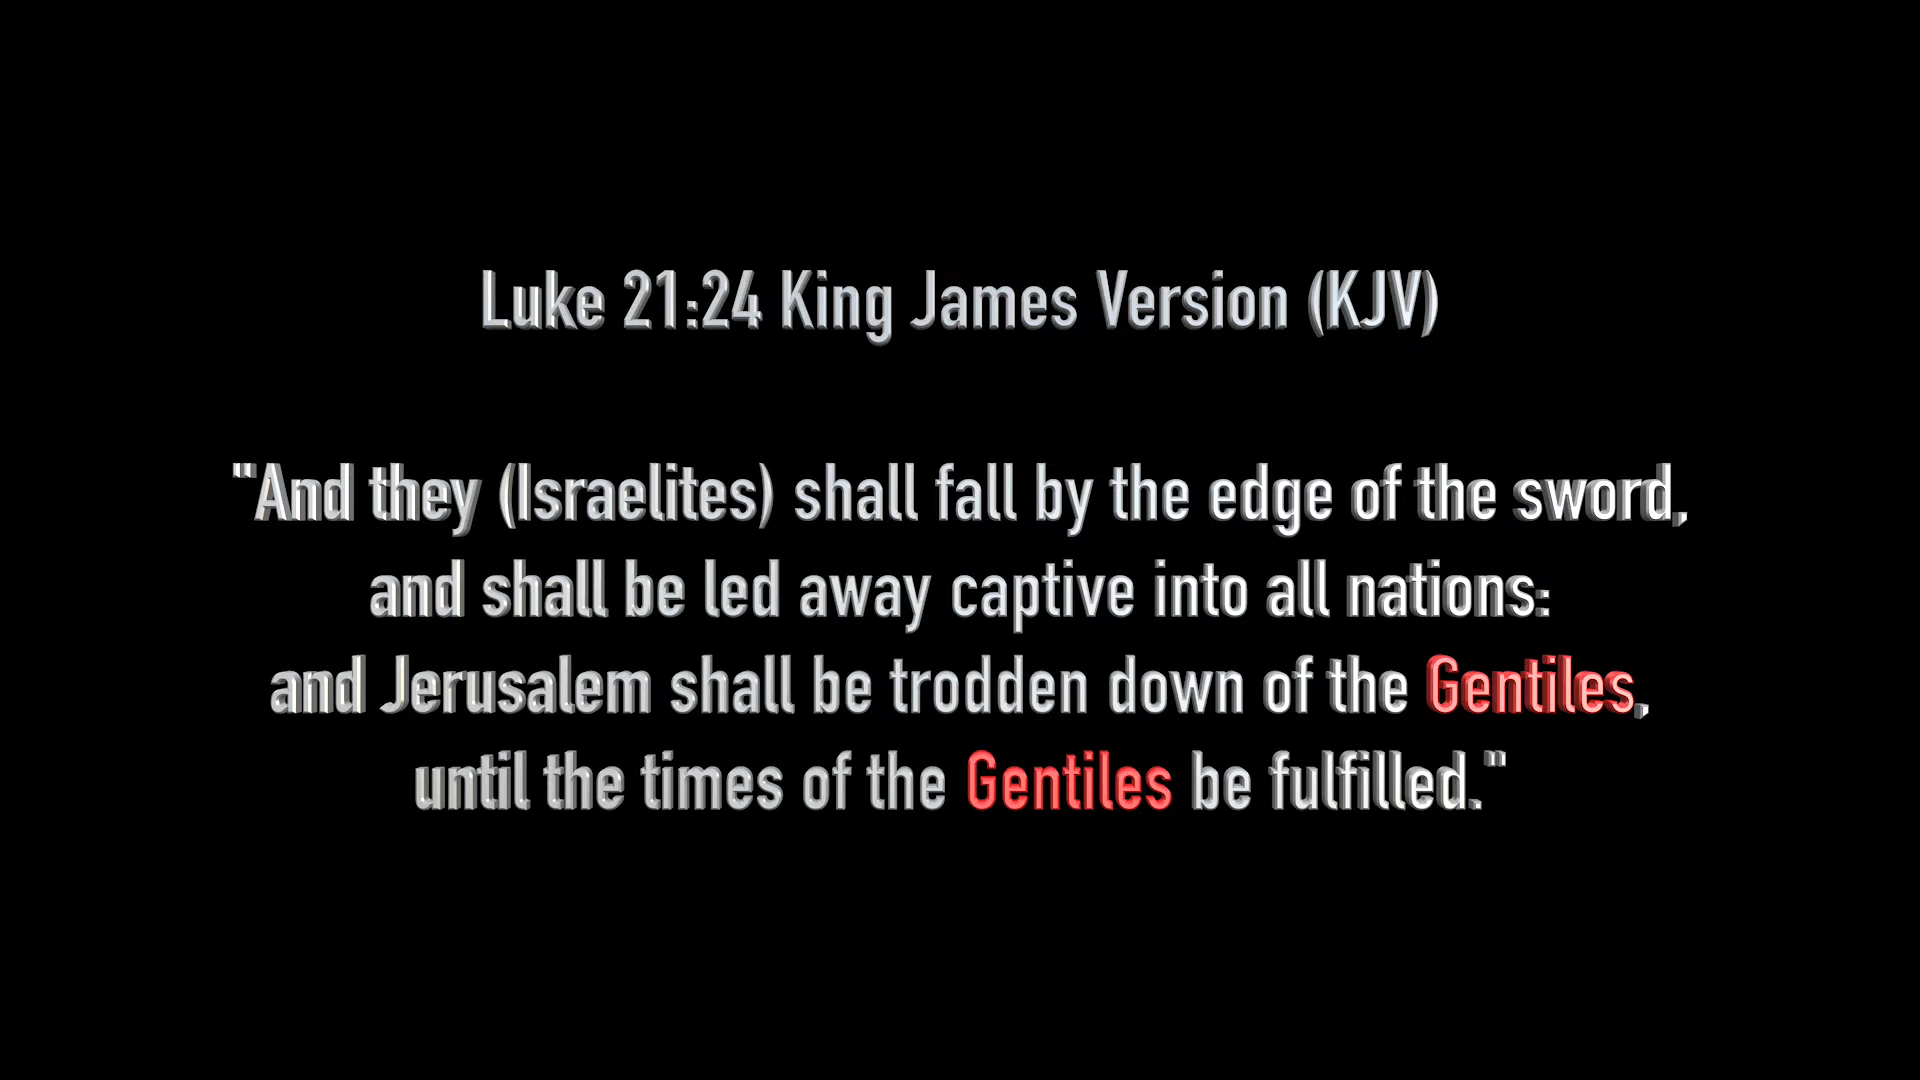 Luke 21:24 King James Version (KJV)
"And they (Israelites) shall fall by the edge of the sword,
and shall be led away captive into all nations:
and Jerusalem shall be trodden down of the Gentiles,
until the times of the Gentiles be fulfilled."